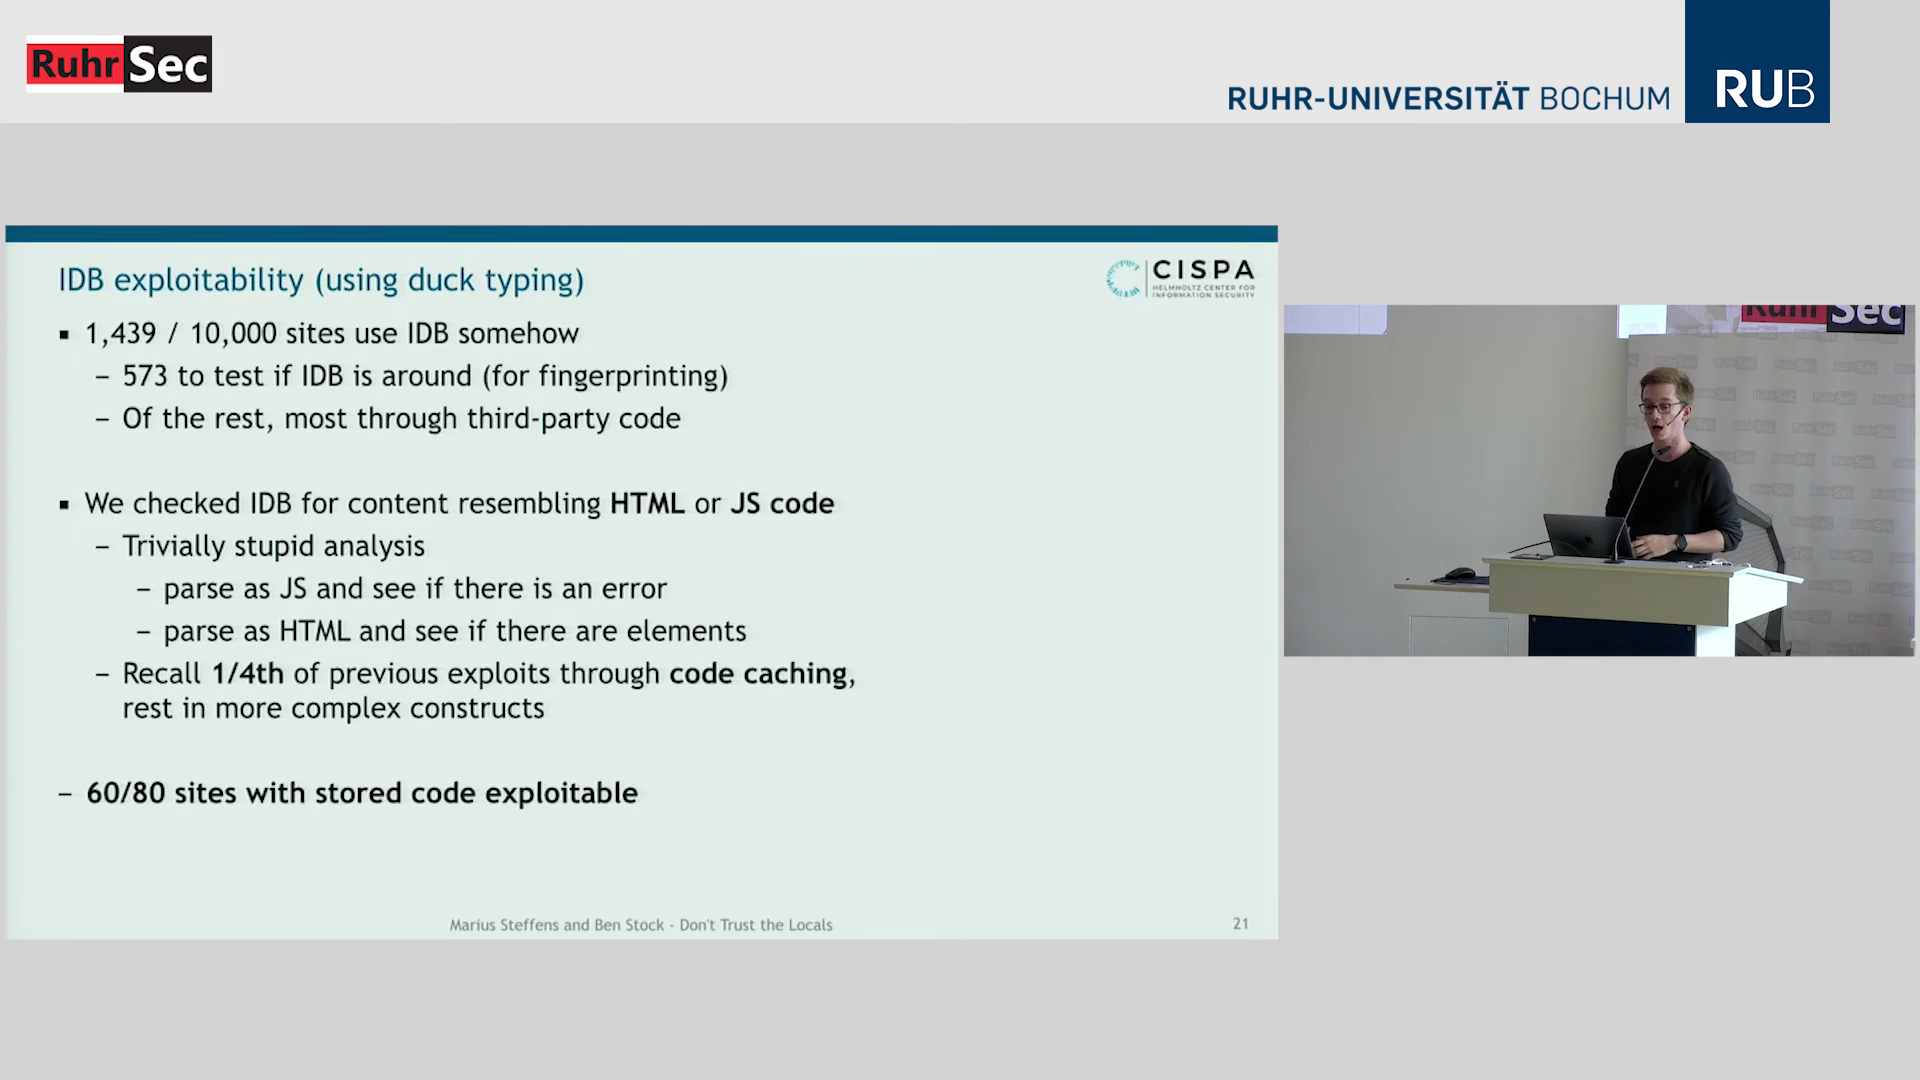 RuhrSec
RUHR-UNIVERSITÄT BOCHUM
RUB
IDB exploitability (using duck typing)
CISPA
HELMHOLTZ CENTER FOR
INFORMATION SECURITY
▪ 1,439 / 10,000 sites use IDB somehow
– 573 to test if IDB is around (for fingerprinting)
– Of the rest, most through third-party code
▪ We checked IDB for content resembling HTML or JS code
– Trivially stupid analysis
– parse as JS and see if there is an error
– parse as HTML and see if there are elements
– Recall 1/4th of previous exploits through code caching,
rest in more complex constructs
– 60/80 sites with stored code exploitable
Marius Steffens and Ben Stock - Don't Trust the Locals
21
RuhrSec